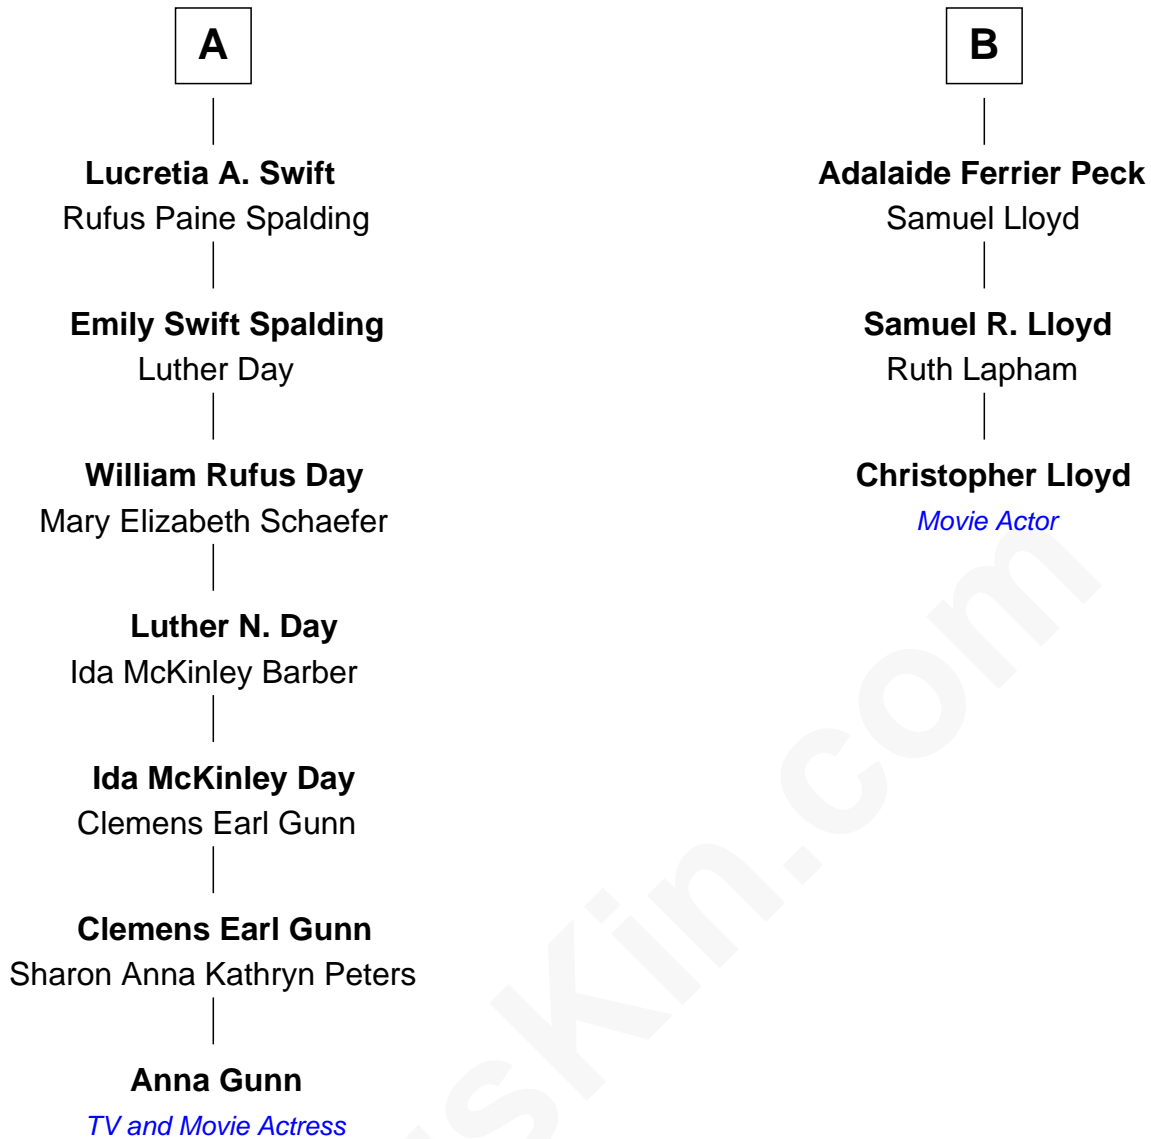 A
Lucretia A. Swift
Rufus Paine Spalding
Emily Swift Spalding
Luther Day
William Rufus Day
Mary Elizabeth Schaefer
Luther N. Day
Ida McKinley Barber
Ida McKinley Day
Clemens Earl Gunn
Clemens Earl Gunn
Sharon Anna Kathryn Peters
Anna Gunn
TV and Movie Actress
B
Adalaide Ferrier Peck
Samuel Lloyd
Samuel R. Lloyd
Ruth Lapham
Christopher Lloyd
Movie Actor
usKin.com